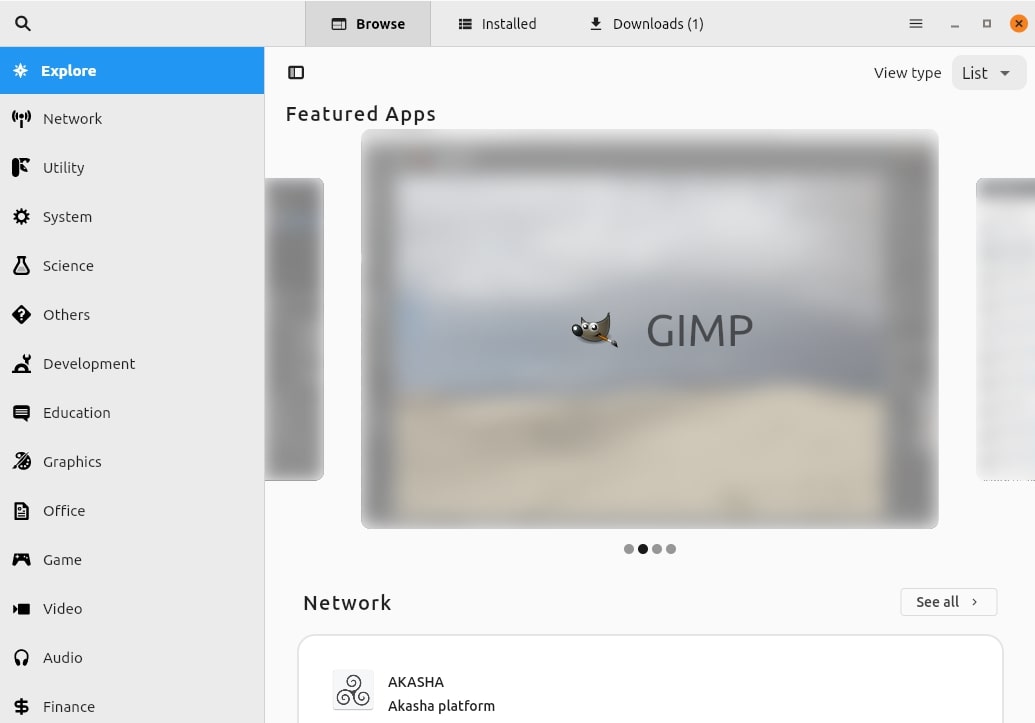 Browse
Installed
Downloads (1)
Explore
Network
Utility
System
Science
Others
Development
Education
Graphics
Office
Game
Video
Audio
Finance
View type
List
Featured Apps
GIMP
Network
See all
AKASHA
Akasha platform